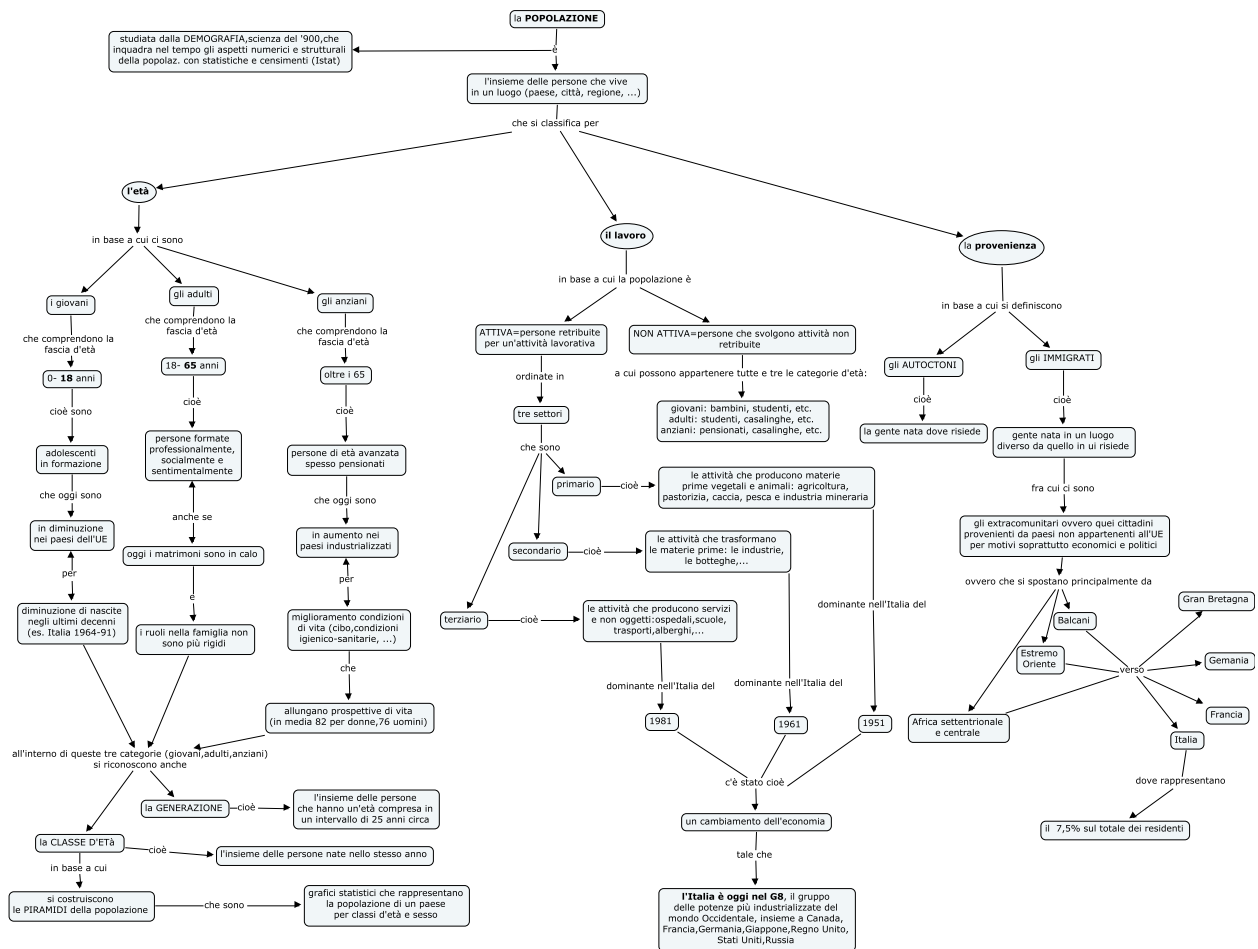 la POPOLAZIONE
studiata dalla DEMOGRAFIA,scienza del '900,che
inquadra nel tempo gli aspetti numerici e strutturali
della popolaz. con statistiche e censimenti (Istat)
è
l'insieme delle persone che vive
in un luogo (paese, città, regione, ...)
che si classifica per
l'età
in base a cui ci sono
i giovani
che comprendono la
fascia d'età
0- 18 anni
cioè sono
adolescenti
in formazione
che oggi sono
in diminuzione
nei paesi dell'UE
per
diminuzione di nascite
negli ultimi decenni
(es. Italia 1964-91)
gli adulti
che comprendono la
fascia d'età
18- 65 anni
cioè
persone formate
professionalmente,
socialmente e
sentimentalmente
anche se
oggi i matrimoni sono in calo
e
i ruoli nella famiglia non
sono più rigidi
gli anziani
che comprendono la
fascia d'età
oltre i 65
cioè
persone di età avanzata
spesso pensionati
che oggi sono
in aumento nei
paesi industrializzati
per
miglioramento condizioni
di vita (cibo,condizioni
igienico-sanitarie, ...)
che
allungano prospettive di vita
(in media 82 per donne,76 uomini)
all'interno di queste tre categorie (giovani,adulti,anziani)
si riconoscono anche
la GENERAZIONE
cioè
l'insieme delle persone
che hanno un'età compresa in
un intervallo di 25 anni circa
la CLASSE D'ETà
cioè
l'insieme delle persone nate nello stesso anno
in base a cui
si costruiscono
le PIRAMIDI della popolazione
che sono
grafici statistici che rappresentano
la popolazione di un paese
per classi d'età e sesso
il lavoro
in base a cui la popolazione è
ATTIVA=persone retribuite
per un'attività lavorativa
ordinate in
tre settori
che sono
primario
cioè
le attività che producono materie
prime vegetali e animali: agricoltura,
pastorizia, caccia, pesca e industria mineraria
secondario
cioè
le attività che trasformano
le materie prime: le industrie,
le botteghe,...
terziario
cioè
le attività che producono servizi
e non oggetti:ospedali,scuole,
trasporti,alberghi,...
NON ATTIVA=persone che svolgono attività non
retribuite
a cui possono appartenere tutte e tre le categorie d'età:
giovani: bambini, studenti, etc.
adulti: studenti, casalinghe, etc.
anziani: pensionati, casalinghe, etc.
dominante nell'Italia del
dominante nell'Italia del
dominante nell'Italia del
1981
1961
1951
c'è stato cioè
un cambiamento dell'economia
tale che
l'Italia è oggi nel G8, il gruppo
delle potenze più industrializzate del
mondo Occidentale, insieme a Canada,
Francia,Germania,Giappone,Regno Unito,
Stati Uniti,Russia
la provenienza
in base a cui si definiscono
gli AUTOCTONI
cioè
la gente nata dove risiede
gli IMMIGRATI
cioè
gente nata in un luogo
diverso da quello in ui risiede
fra cui ci sono
gli extracomunitari ovvero quei cittadini
provenienti da paesi non appartenenti all'UE
per motivi soprattutto economici e politici
ovvero che si spostano principalmente da
Balcani
Estremo
Oriente
Africa settentrionale
e centrale
verso
Gran Bretagna
Gemania
Francia
Italia
dove rappresentano
il  7,5% sul totale dei residenti